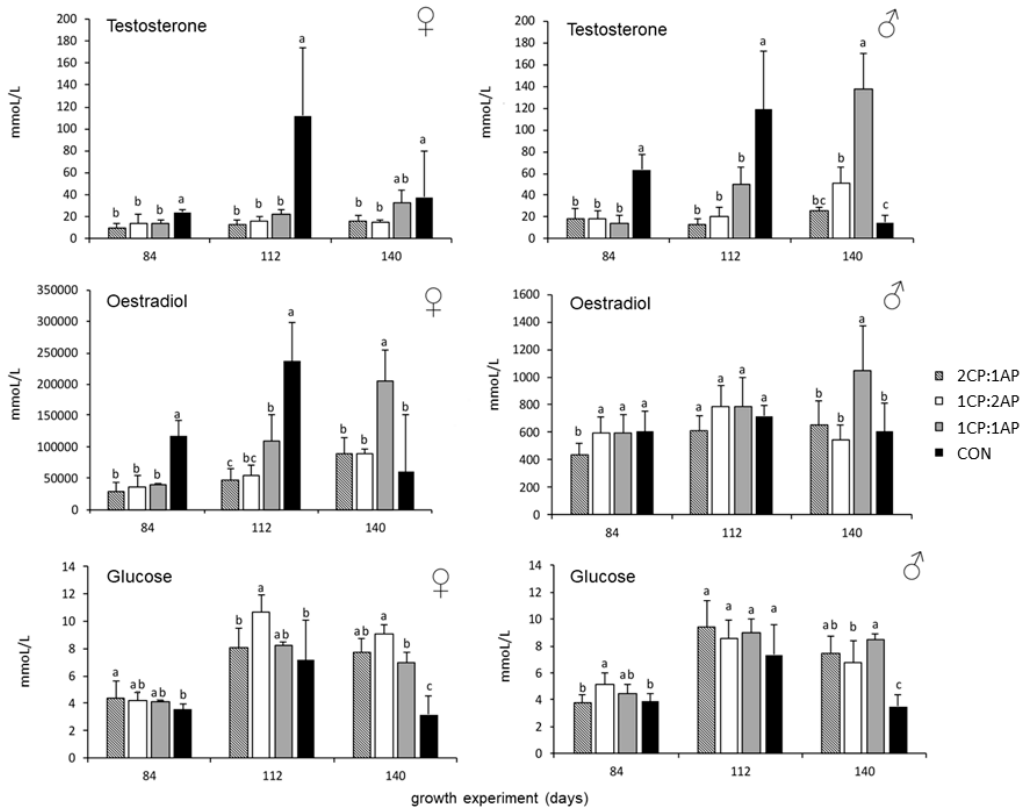 Testosterone ♀
mmoL/L
200
180
160
140
120
100
80
60
40
20
0
b b b a
b b b a
b b ab a
84 112 140
Testosterone ♂
mmoL/L
200
180
160
140
120
100
80
60
40
20
0
b b b a
b b b a
bc b a c
84 112 140
Oestradiol ♀
mmoL/L
350000
300000
250000
200000
150000
100000
50000
0
b b b a
c bc b a
b b a b
84 112 140
Oestradiol ♂
mmoL/L
1600
1400
1200
1000
800
600
400
200
0
b a a a
a a a a
b b a b
84 112 140
2CP:1AP
1CP:2AP
1CP:1AP
CON
Glucose ♀
mmoL/L
14
12
10
8
6
4
2
0
a ab ab b
b a ab b
ab a b c
84 112 140
Glucose ♂
mmoL/L
14
12
10
8
6
4
2
0
b a ab b
a a a a
ab b a c
84 112 140
growth experiment (days)